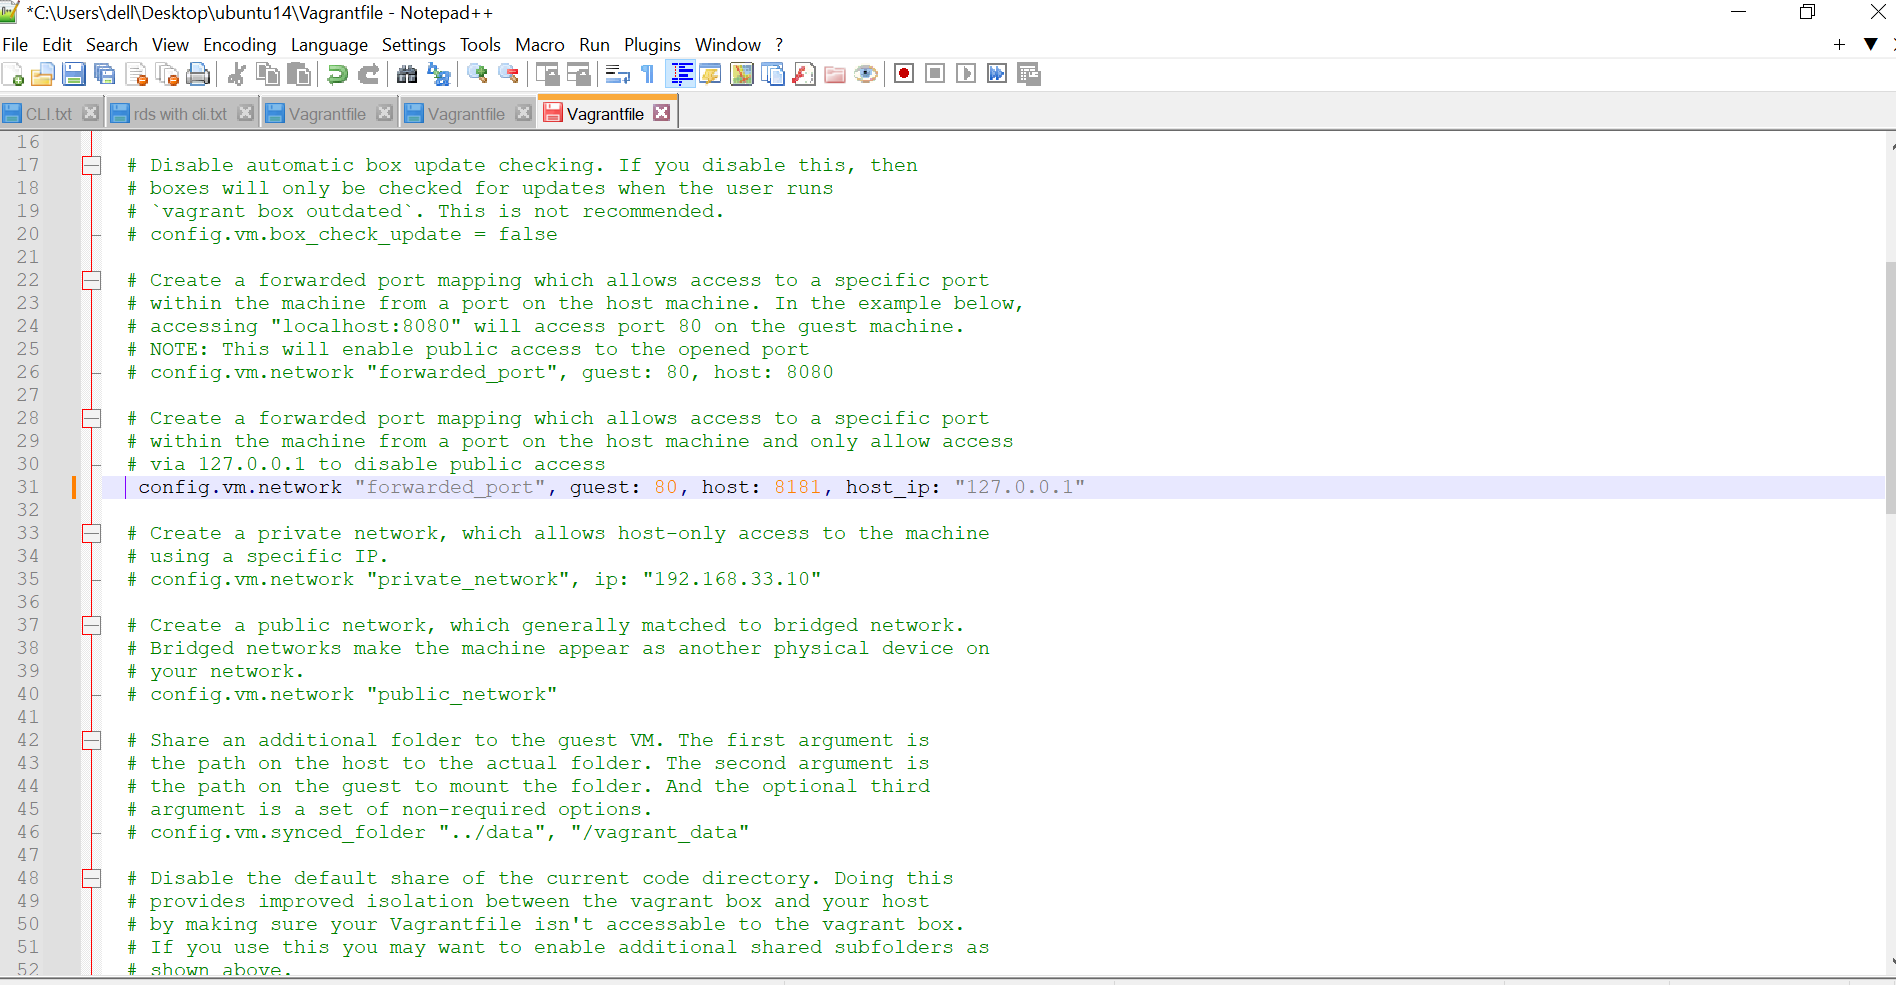 *C:\Users\dell\Desktop\ubuntu14\Vagrantfile - Notepad++
File Edit Search View Encoding Language Settings Tools Macro Run Plugins Window ?
CLI.txt rds with cli.txt Vagrantfile Vagrantfile Vagrantfile
16
17 # Disable automatic box update checking. If you disable this, then
18 # boxes will only be checked for updates when the user runs
19 # `vagrant box outdated`. This is not recommended.
20 # config.vm.box_check_update = false
21
22 # Create a forwarded port mapping which allows access to a specific port
23 # within the machine from a port on the host machine. In the example below,
24 # accessing "localhost:8080" will access port 80 on the guest machine.
25 # NOTE: This will enable public access to the opened port
26 # config.vm.network "forwarded_port", guest: 80, host: 8080
27
28 # Create a forwarded port mapping which allows access to a specific port
29 # within the machine from a port on the host machine and only allow access
30 # via 127.0.0.1 to disable public access
31 config.vm.network "forwarded_port", guest: 80, host: 8181, host_ip: "127.0.0.1"
32
33 # Create a private network, which allows host-only access to the machine
34 # using a specific IP.
35 # config.vm.network "private_network", ip: "192.168.33.10"
36
37 # Create a public network, which generally matched to bridged network.
38 # Bridged networks make the machine appear as another physical device on
39 # your network.
40 # config.vm.network "public_network"
41
42 # Share an additional folder to the guest VM. The first argument is
43 # the path on the host to the actual folder. The second argument is
44 # the path on the guest to mount the folder. And the optional third
45 # argument is a set of non-required options.
46 # config.vm.synced_folder "../data", "/vagrant_data"
47
48 # Disable the default share of the current code directory. Doing this
49 # provides improved isolation between the vagrant box and your host
50 # by making sure your Vagrantfile isn't accessable to the vagrant box.
51 # If you use this you may want to enable additional shared subfolders as
52 # shown above.